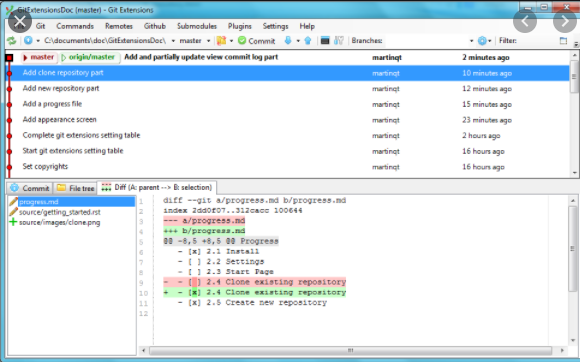 GitExtensionsDoc (master) - Git Extensions
Git Commands Remotes Github Submodules Plugins Settings Help
C:\documents\doc\GitExtensionsDoc\ master Commit Branches: Filter:
master origin/master Add and partially update view commit log part martinqt 2 minutes ago
Add clone repository part martinqt 10 minutes ago
Add new repository part martinqt 12 minutes ago
Add a progress file martinqt 15 minutes ago
Add appearance screen martinqt 23 minutes ago
Complete git extensions setting table martinqt 2 hours ago
Start git extensions setting table martinqt 16 hours ago
Set copyrights martinqt 16 hours ago
Commit File tree Diff (A: parent --> B: selection)
progress.md
source/getting_started.rst
source/images/clone.png
1 diff --git a/progress.md b/progress.md
2 index 2dd0f07..312cacc 100644
3 --- a/progress.md
4 +++ b/progress.md
5 @@ -8,5 +8,5 @@ Progress
6 - [x] 2.1 Install
7 - [ ] 2.2 Settings
8 - [ ] 2.3 Start Page
9 - - [ ] 2.4 Clone existing repository
10 + - [x] 2.4 Clone existing repository
11 - [x] 2.5 Create new repository
12